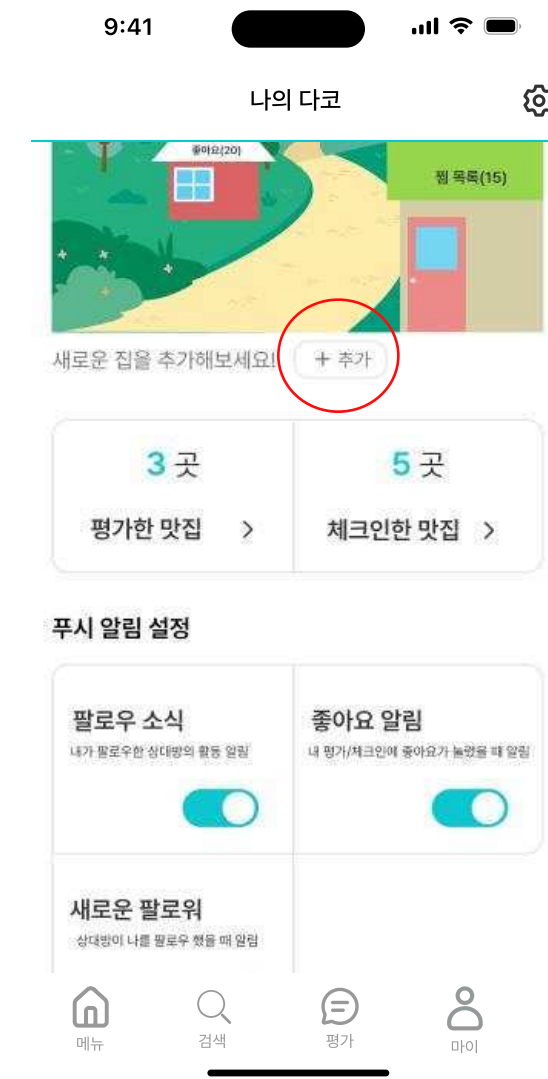 9:41
나의 다코
좋아요(20)
찜 목록(15)
새로운 집을 추가해보세요!
+ 추가
3 곳
5 곳
평가한 맛집 >
체크인한 맛집 >
푸시 알림 설정
팔로우 소식
좋아요 알림
내가 팔로우한 상대방의 활동 알림
내 평가/체크인에 좋아요가 눌렸을 때 알림
새로운 팔로워
상대방이 나를 팔로우 했을 때 알림
메뉴
검색
평가
마이